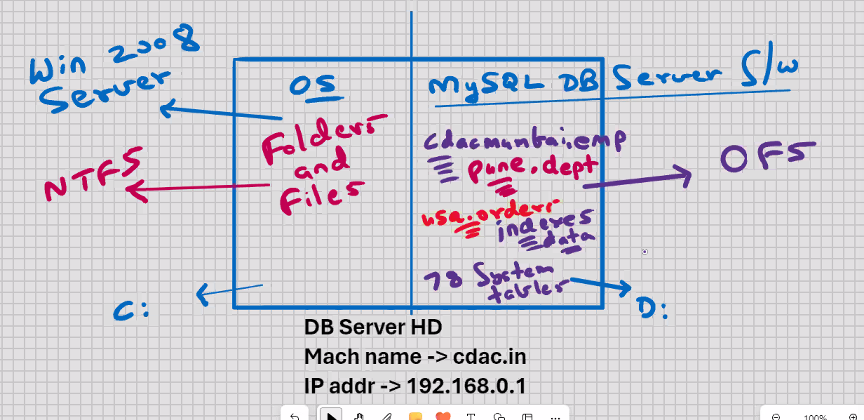 Win 2008
Server
OS
MySQL DB Server S/w
Folders
and
Files
NTFS
cdacmumbai.emp
pune.dept
OFS
usa.orders
indexes
data
78 System
tables
C:
D:
DB Server HD
Mach name -> cdac.in
IP addr -> 192.168.0.1
100%